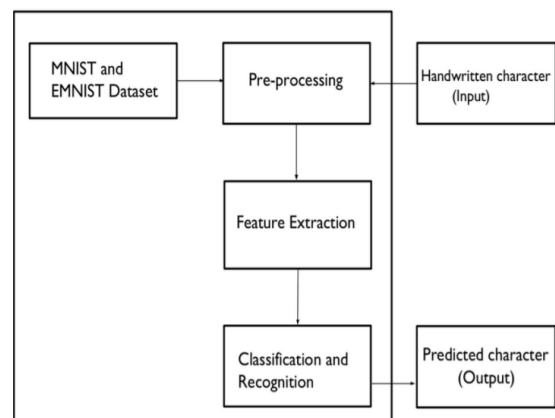 MNIST and
EMNIST Dataset
Pre-processing
Handwritten character
(Input)
Feature Extraction
Classification and
Recognition
Predicted character
(Output)